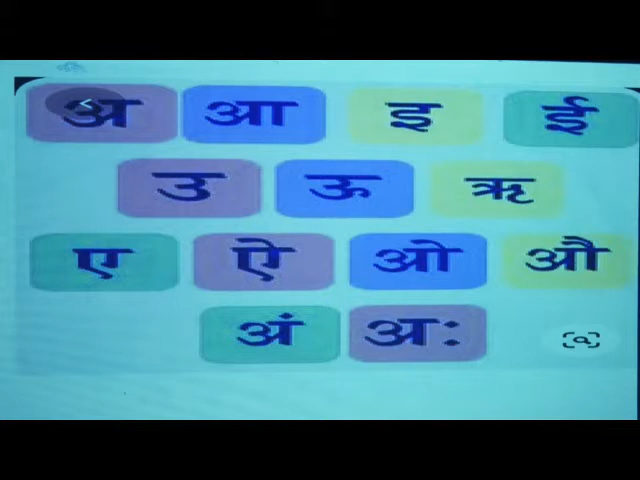 अ आ इ ई
उ ऊ ऋ
ए ऐ ओ औ
अं अः